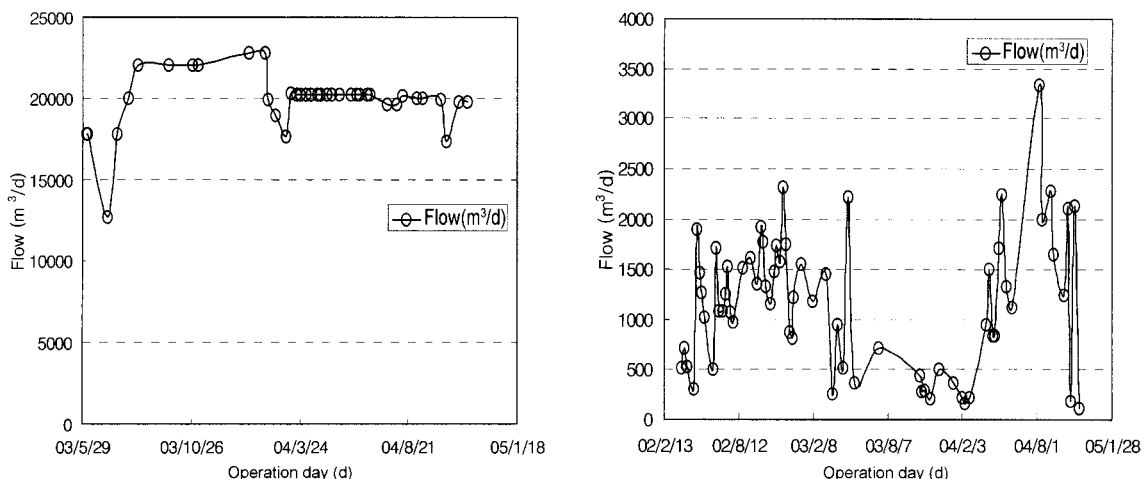 25000
20000
15000
10000
5000
0
Flow (m³/d)
Flow(m³/d)
03/5/29 03/10/26 04/3/24 04/8/21 05/1/18
Operation day (d)
4000
3500
3000
2500
2000
1500
1000
500
0
Flow (m³/d)
Flow(m³/d)
02/2/13 02/8/12 03/2/8 03/8/7 04/2/3 04/8/1 05/1/28
Operation day (d)